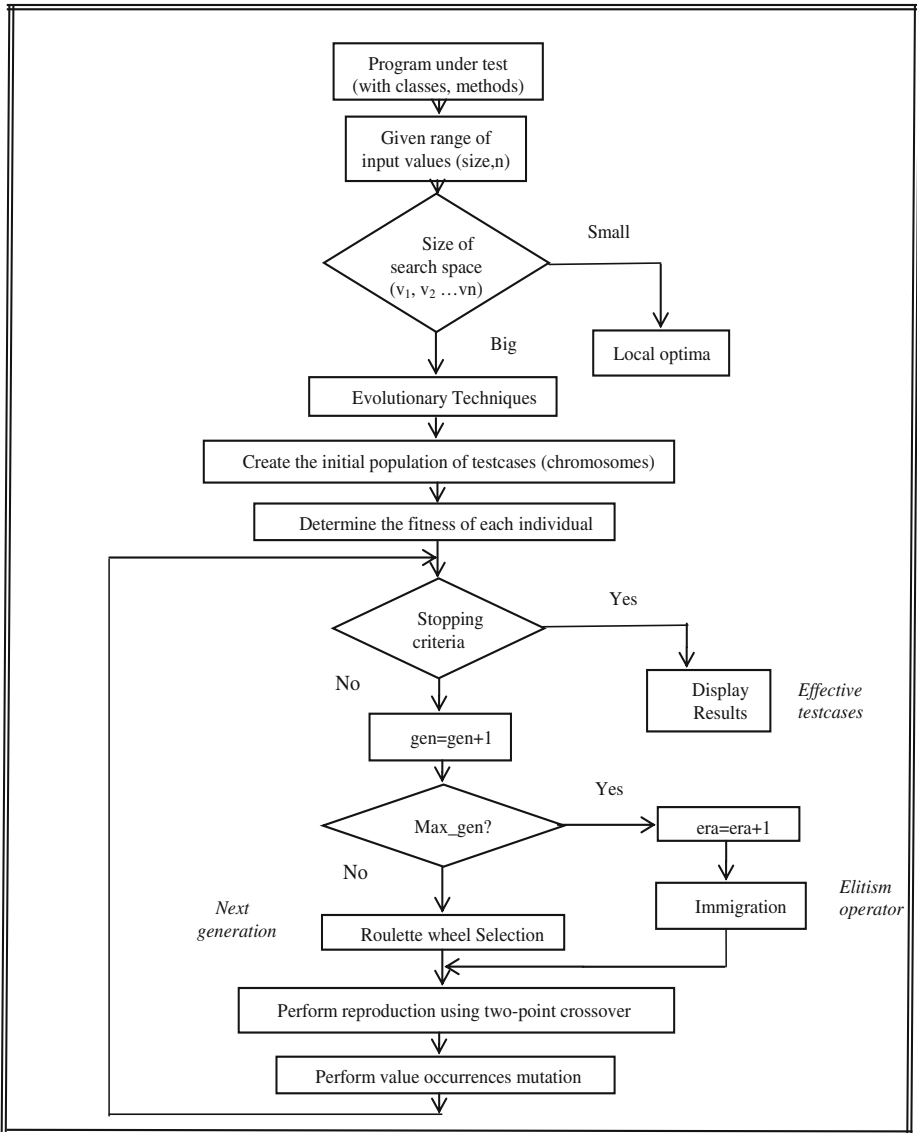 Program under test
(with classes, methods)
Given range of
input values (size,n)
Size of
search space
(v₁, v₂ …vn)
Small
Local optima
Big
Evolutionary Techniques
Create the initial population of testcases (chromosomes)
Determine the fitness of each individual
Stopping
criteria
Yes
No
Display
Results
Effective
testcases
gen=gen+1
Max_gen?
Yes
No
era=era+1
Immigration
Elitism
operator
Next
generation
Roulette wheel Selection
Perform reproduction using two-point crossover
Perform value occurrences mutation